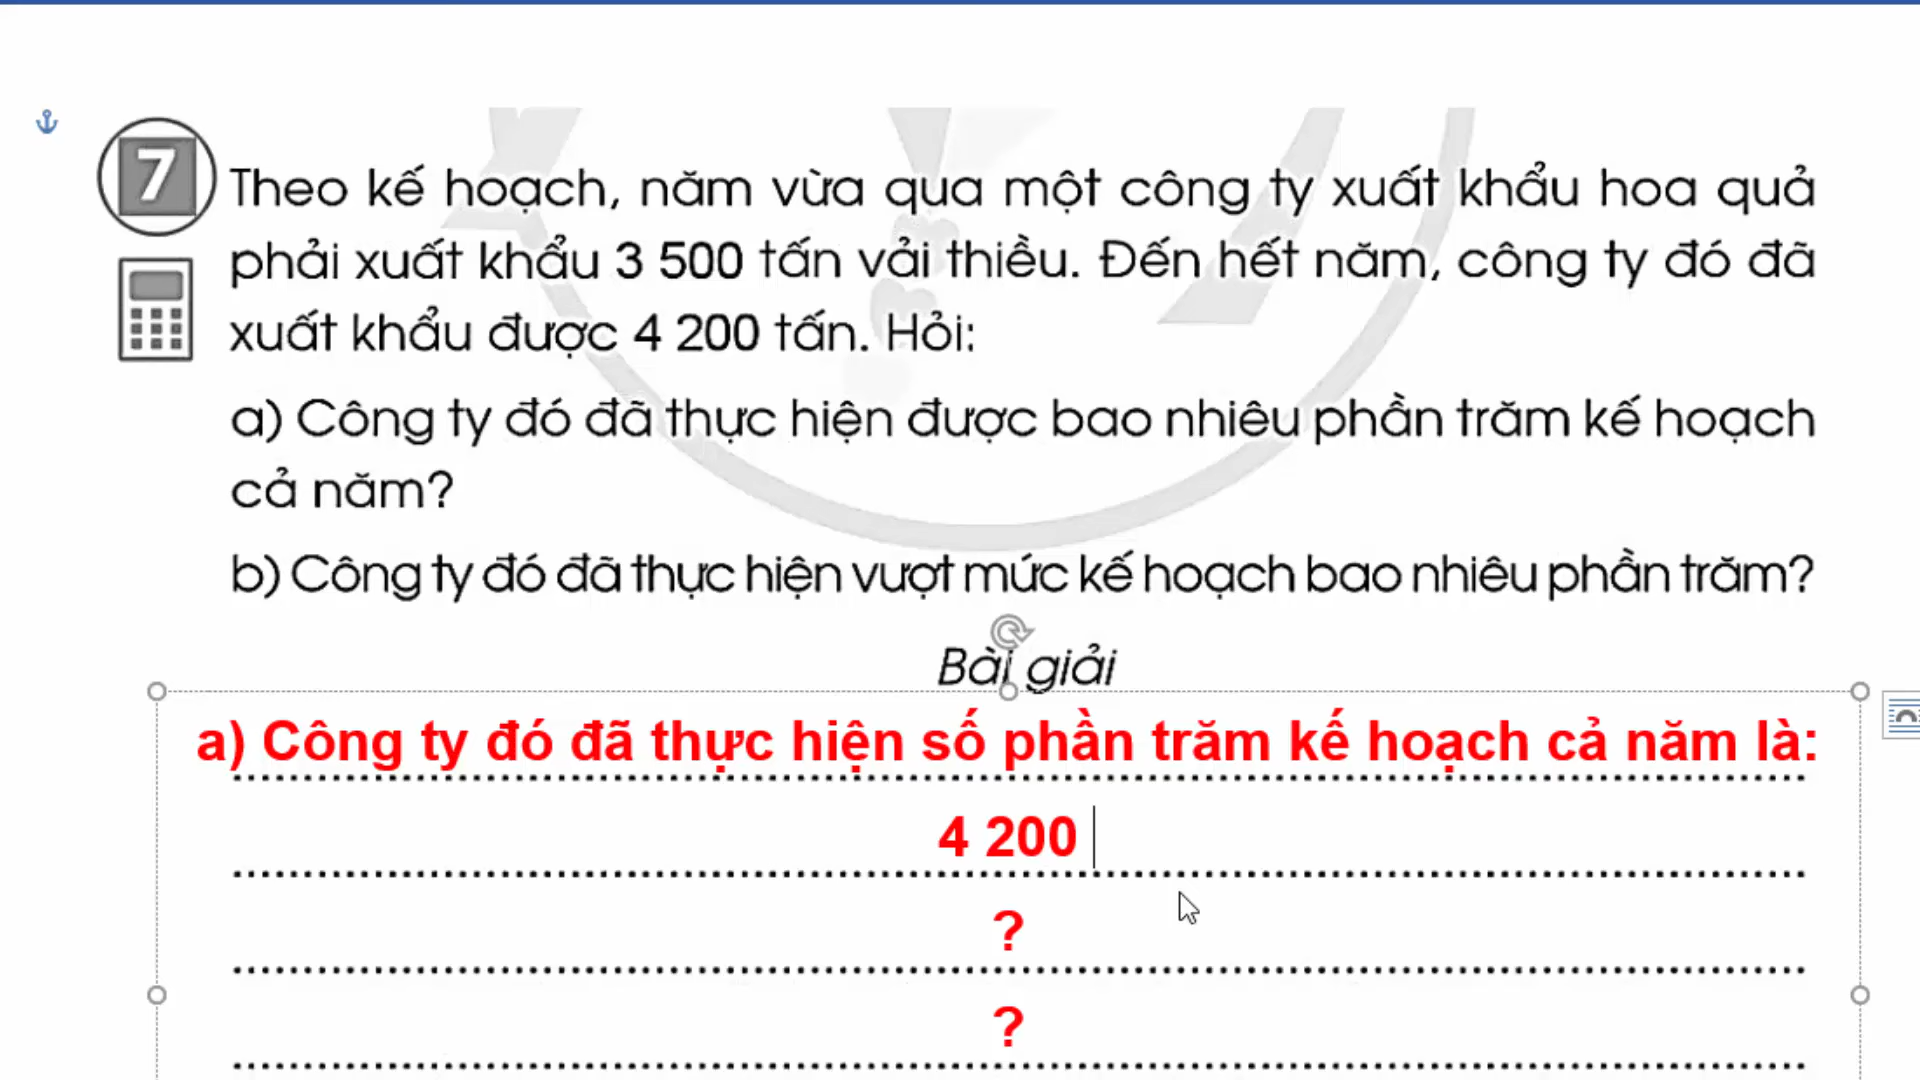 7
Theo kế hoạch, năm vừa qua một công ty xuất khẩu hoa quả
phải xuất khẩu 3 500 tấn vải thiều. Đến hết năm, công ty đó đã
xuất khẩu được 4 200 tấn. Hỏi:
a) Công ty đó đã thực hiện được bao nhiêu phần trăm kế hoạch
cả năm?
b) Công ty đó đã thực hiện vượt mức kế hoạch bao nhiêu phần trăm?
Bài giải
a) Công ty đó đã thực hiện số phần trăm kế hoạch cả năm là:
4 200
?
?